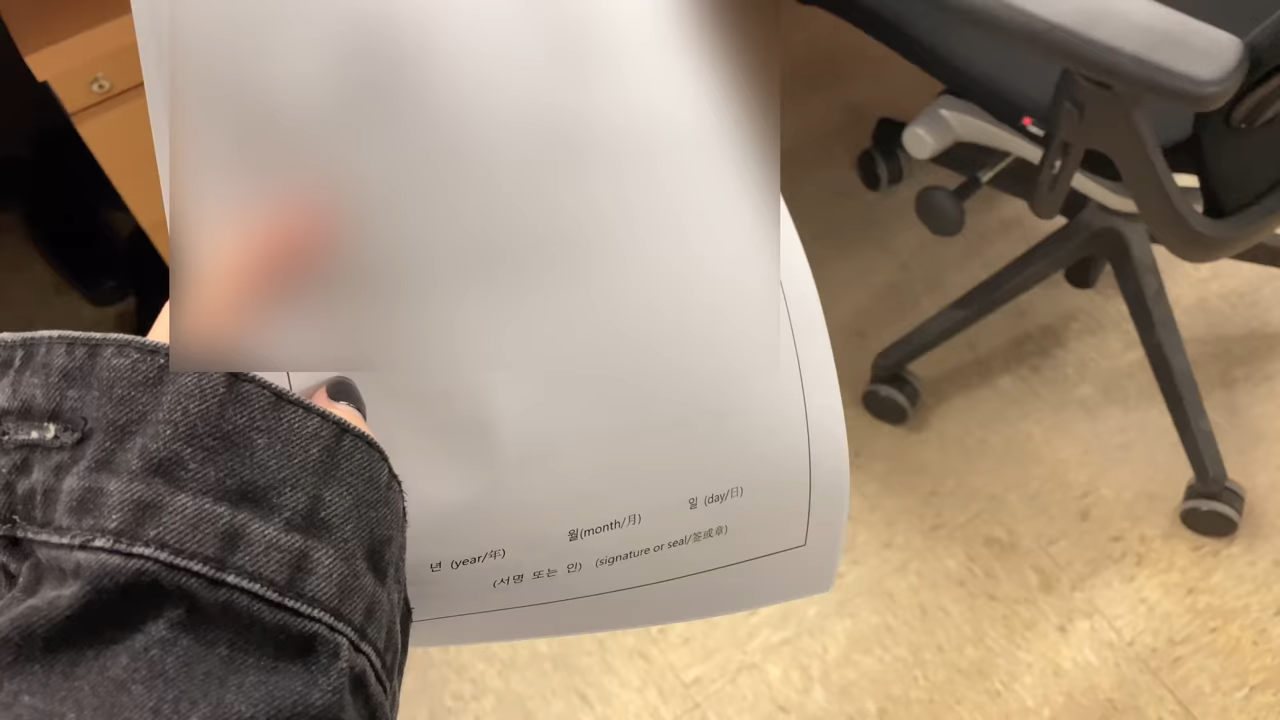 년 (year/年) 월(month/月) 일 (day/日)
(서명 또는 인) (signature or seal/签或章)